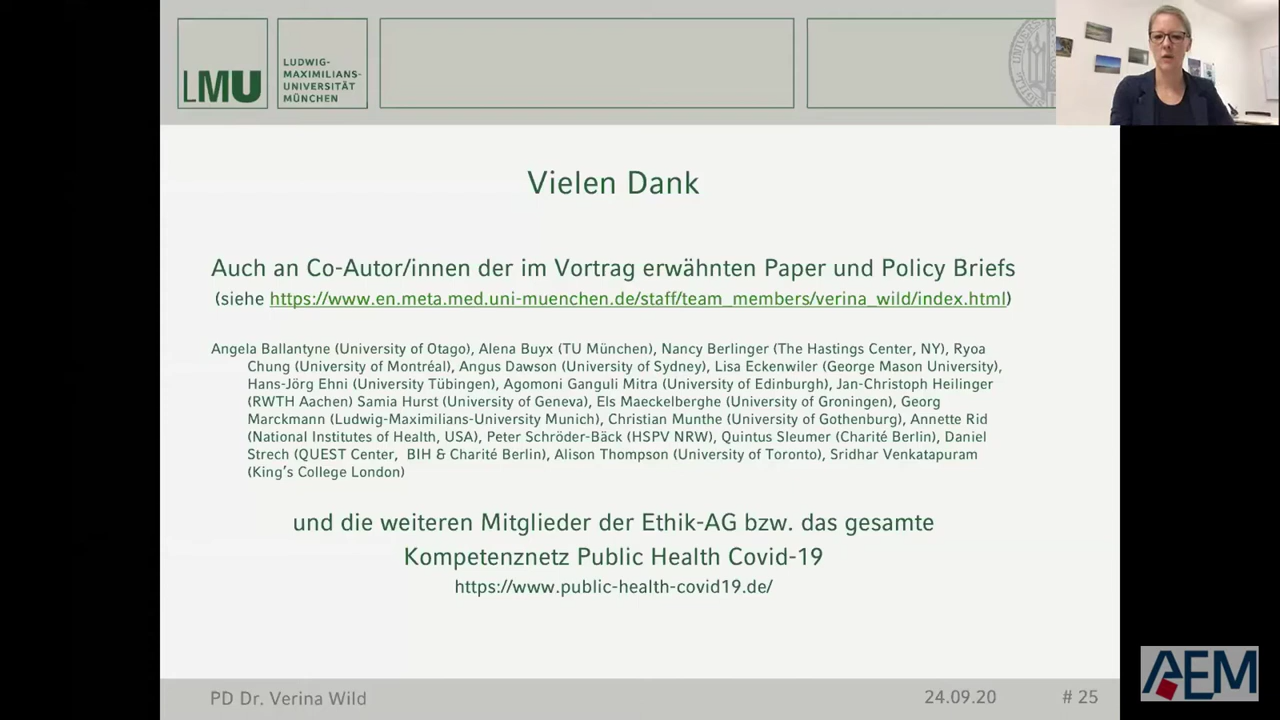 LMU
LUDWIG-
MAXIMILIANS-
UNIVERSITÄT
MÜNCHEN
Vielen Dank
Auch an Co-Autor/innen der im Vortrag erwähnten Paper und Policy Briefs
(siehe https://www.en.meta.med.uni-muenchen.de/staff/team_members/verina_wild/index.html)
Angela Ballantyne (University of Otago), Alena Buyx (TU München), Nancy Berlinger (The Hastings Center, NY), Ryoa
Chung (University of Montréal), Angus Dawson (University of Sydney), Lisa Eckenwiler (George Mason University),
Hans-Jörg Ehni (University Tübingen), Agomoni Ganguli Mitra (University of Edinburgh), Jan-Christoph Heilinger
(RWTH Aachen) Samia Hurst (University of Geneva), Els Maeckelberghe (University of Groningen), Georg
Marckmann (Ludwig-Maximilians-University Munich), Christian Munthe (University of Gothenburg), Annette Rid
(National Institutes of Health, USA), Peter Schröder-Bäck (HSPV NRW), Quintus Sleumer (Charité Berlin), Daniel
Strech (QUEST Center, BIH & Charité Berlin), Alison Thompson (University of Toronto), Sridhar Venkatapuram
(King's College London)
und die weiteren Mitglieder der Ethik-AG bzw. das gesamte
Kompetenznetz Public Health Covid-19
https://www.public-health-covid19.de/
PD Dr. Verina Wild
24.09.20
# 25
AEM